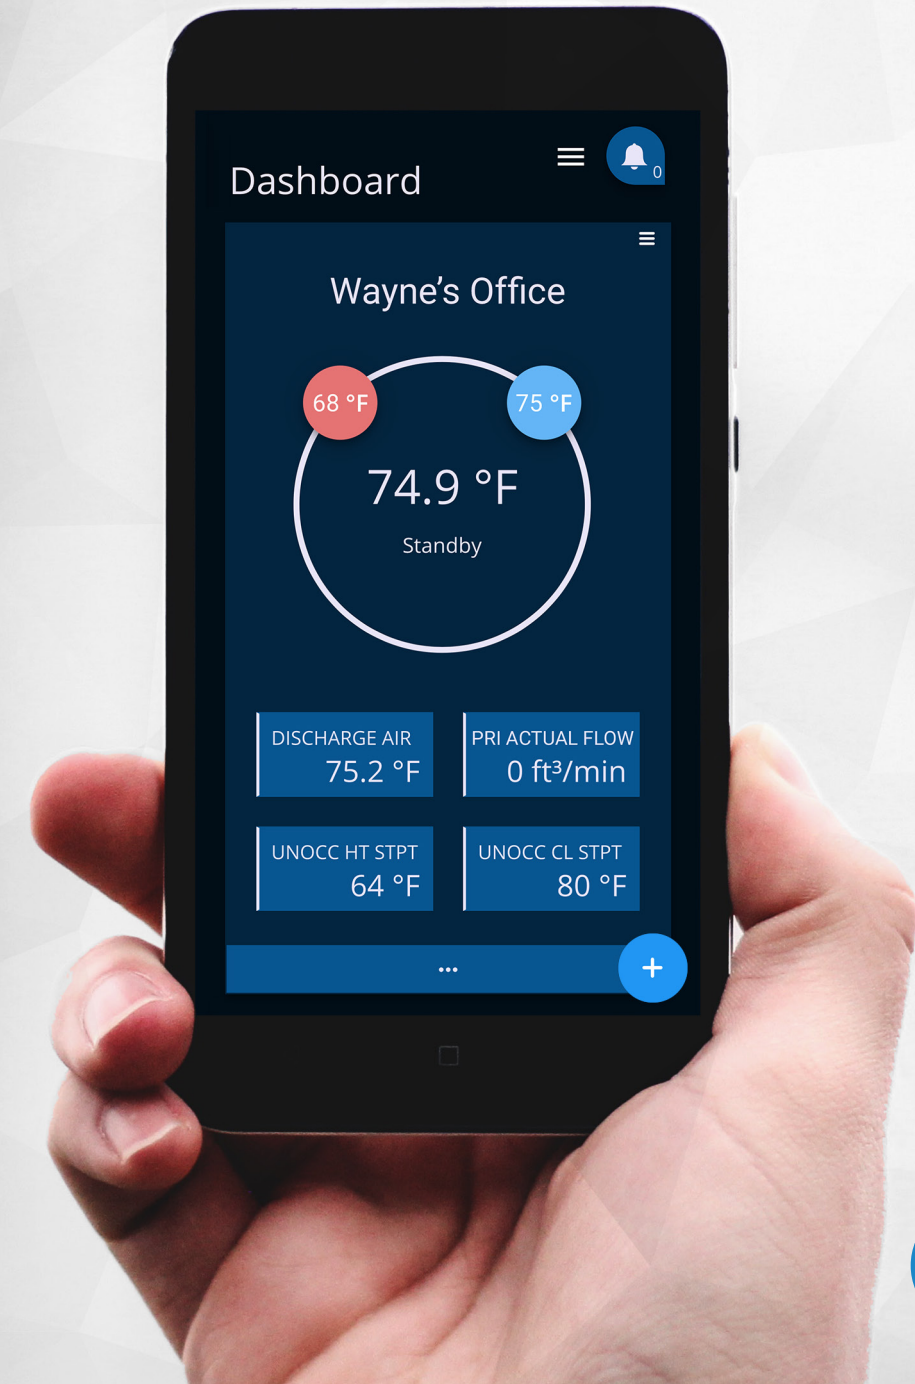 Dashboard
0
Wayne’s Office
68 °F
75 °F
74.9 °F
Standby
DISCHARGE AIR
75.2 °F
PRI ACTUAL FLOW
0 ft³/min
UNOCC HT STPT
64 °F
UNOCC CL STPT
80 °F